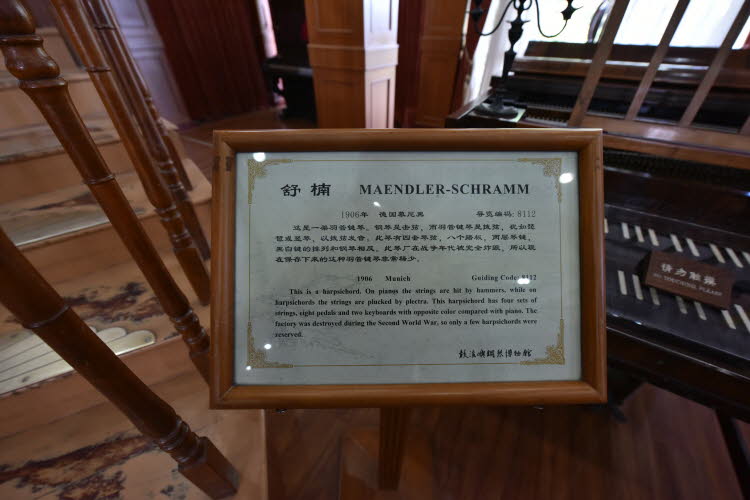 舒楠 MAENDLER-SCHRAMM
1906年 德国慕尼黑 导览编码: 8112
这是一架羽管键琴，钢琴是击弦，而羽管键琴是拨弦，犹如琵
琶或竖琴，以拨弦发音，此琴有四套琴弦，八个踏板，两层琴键，
黑白键的排列和钢琴相反，此琴厂在战争年代被完全炸毁，所以现
在保存下来的这种羽管键琴非常稀少。
1906 Munich Guiding Code: 8112
This is a harpsichord. On pianos the strings are hit by hammers, while on
harpsichords the strings are plucked by plectra. This harpsichord has four sets of
strings, eight pedals and two keyboards with opposite color compared with piano. The
factory was destroyed during the Second World War, so only a few harpsichords were
reserved.
鼓浪屿钢琴博物馆
请勿触摸
NO TOUCHING, PLEASE